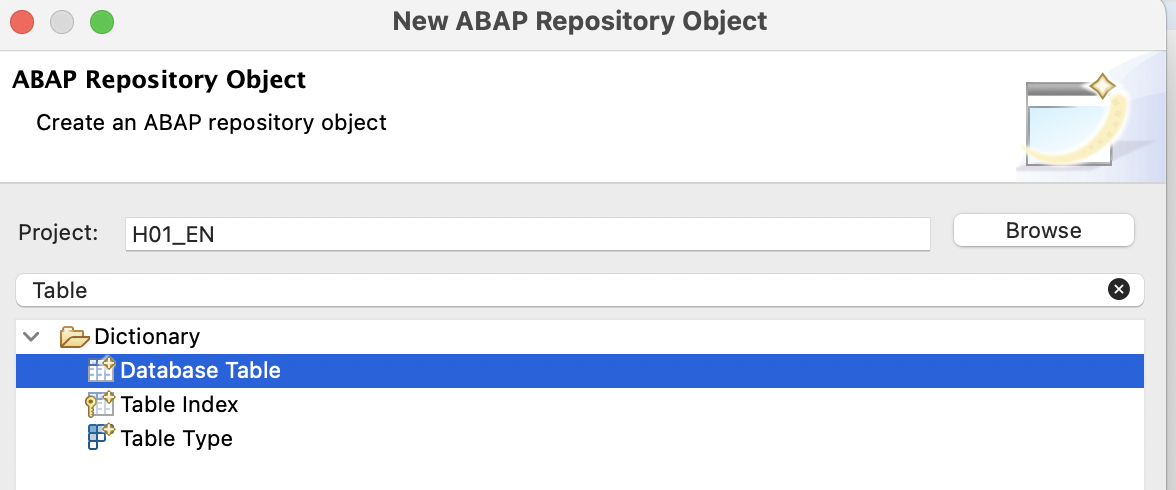 New ABAP Repository Object
ABAP Repository Object
Create an ABAP repository object
Project: H01_EN Browse
Table
Dictionary
Database Table
Table Index
Table Type